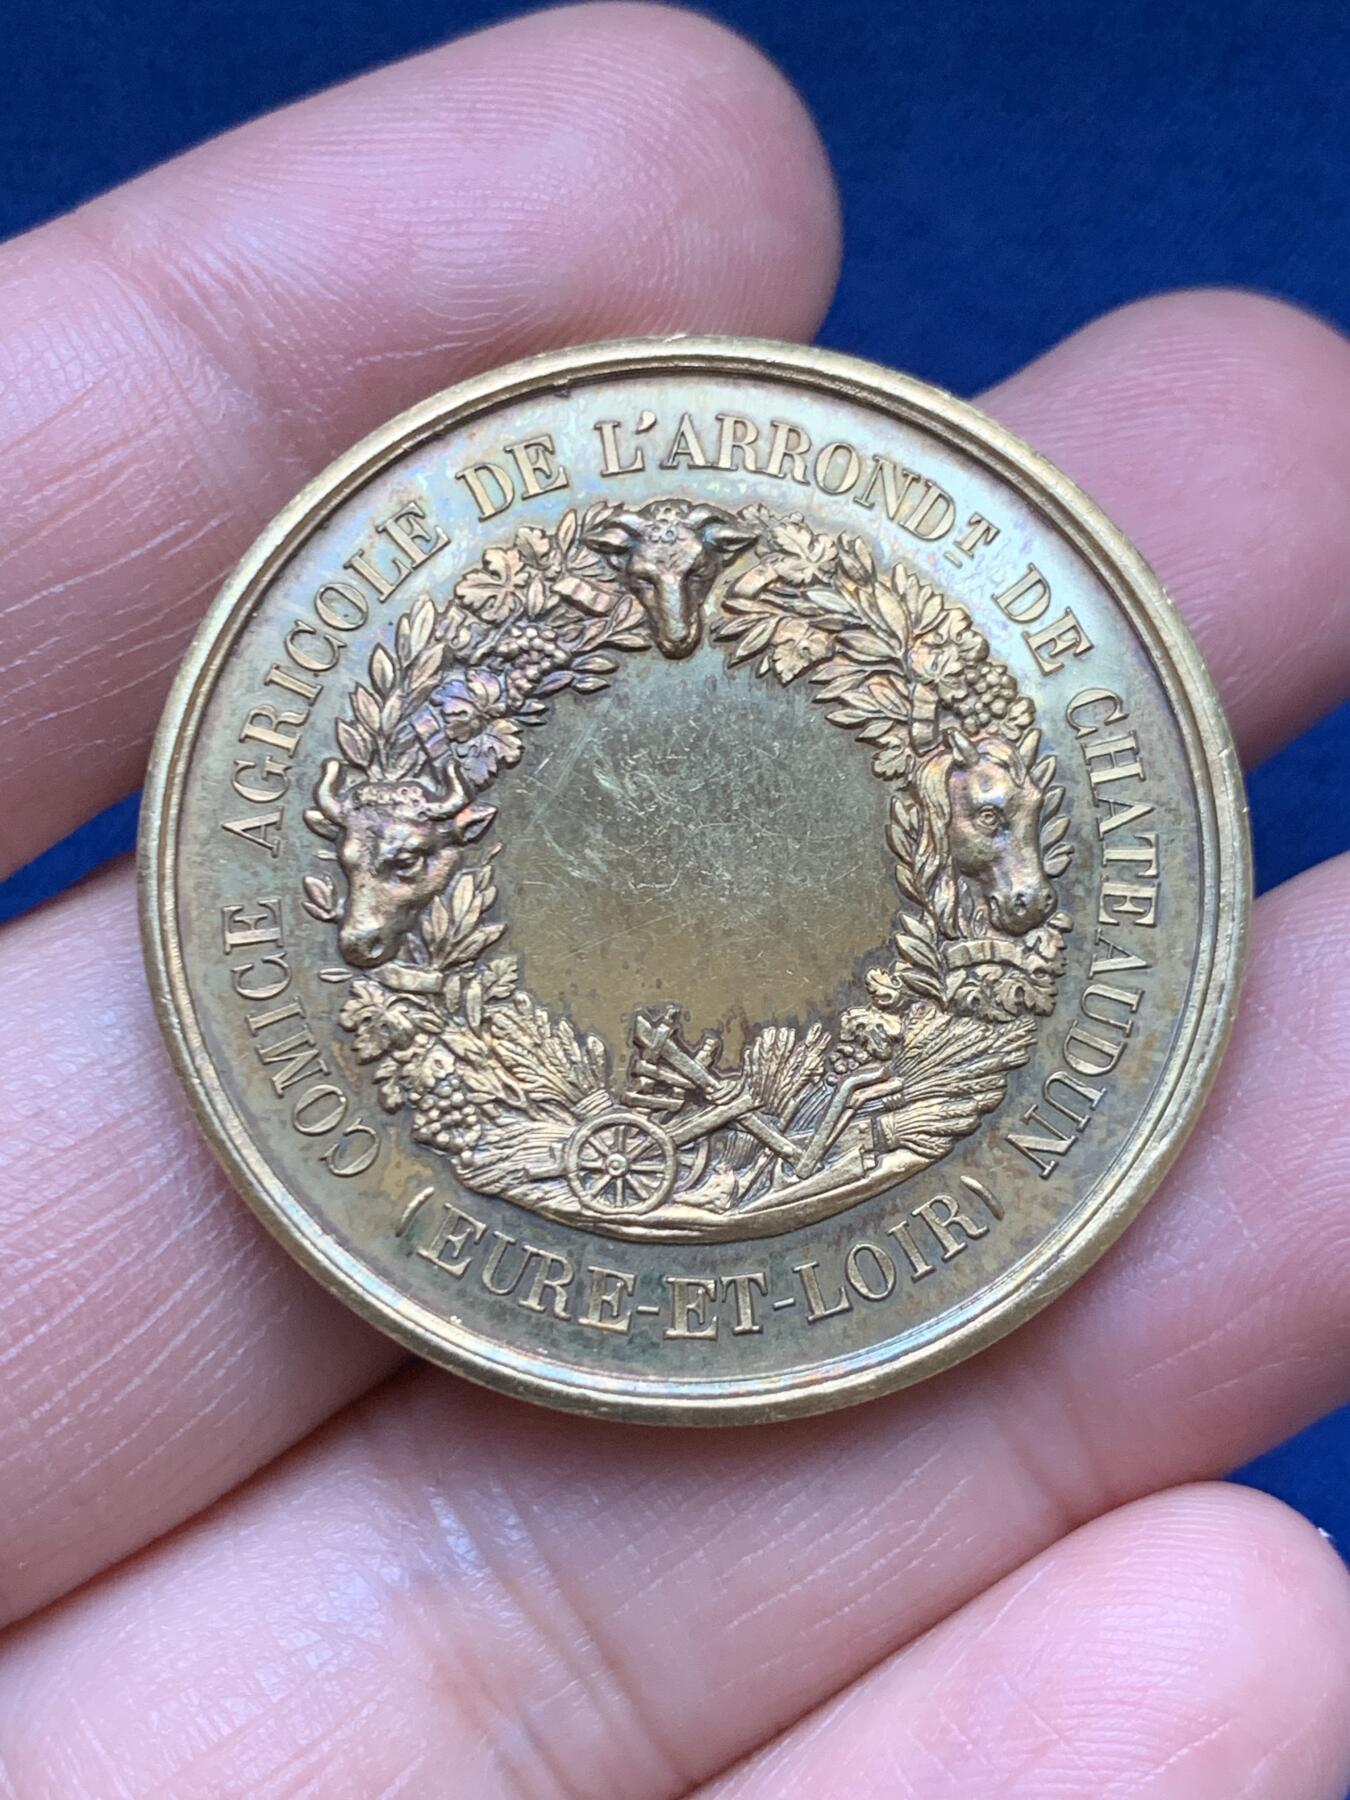 COMICE AGRICOLE DE L'ARRONDT DE CHATEAUDUN
(EURE-ET-LOIR)